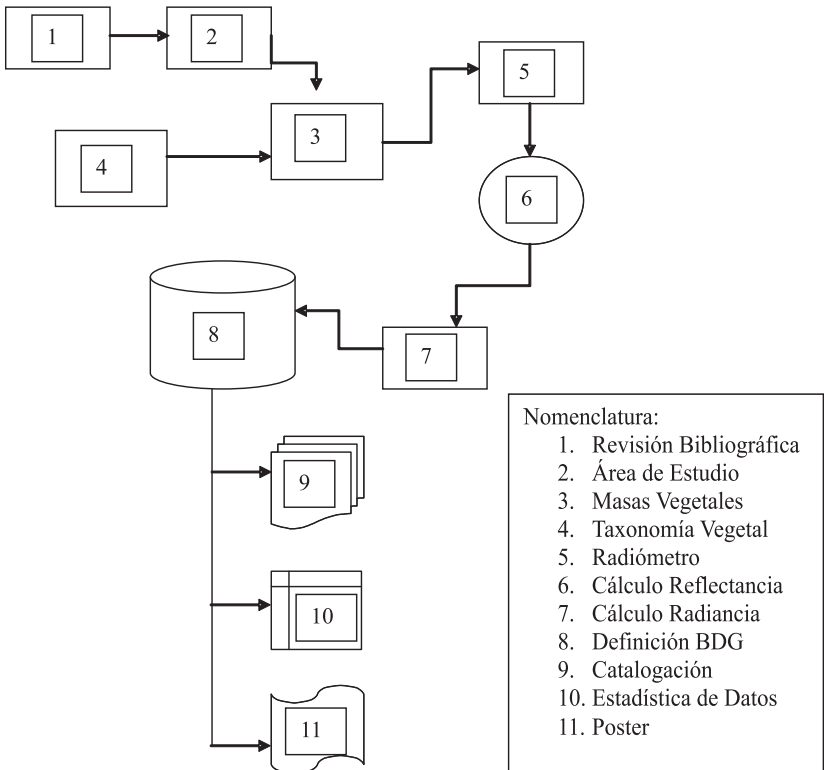 1
2
5
3
4
6
8
7
9
10
11
Nomenclatura:
1. Revisión Bibliográfica
2. Área de Estudio
3. Masas Vegetales
4. Taxonomía Vegetal
5. Radiómetro
6. Cálculo Reflectancia
7. Cálculo Radiancia
8. Definición BDG
9. Catalogación
10. Estadística de Datos
11. Poster